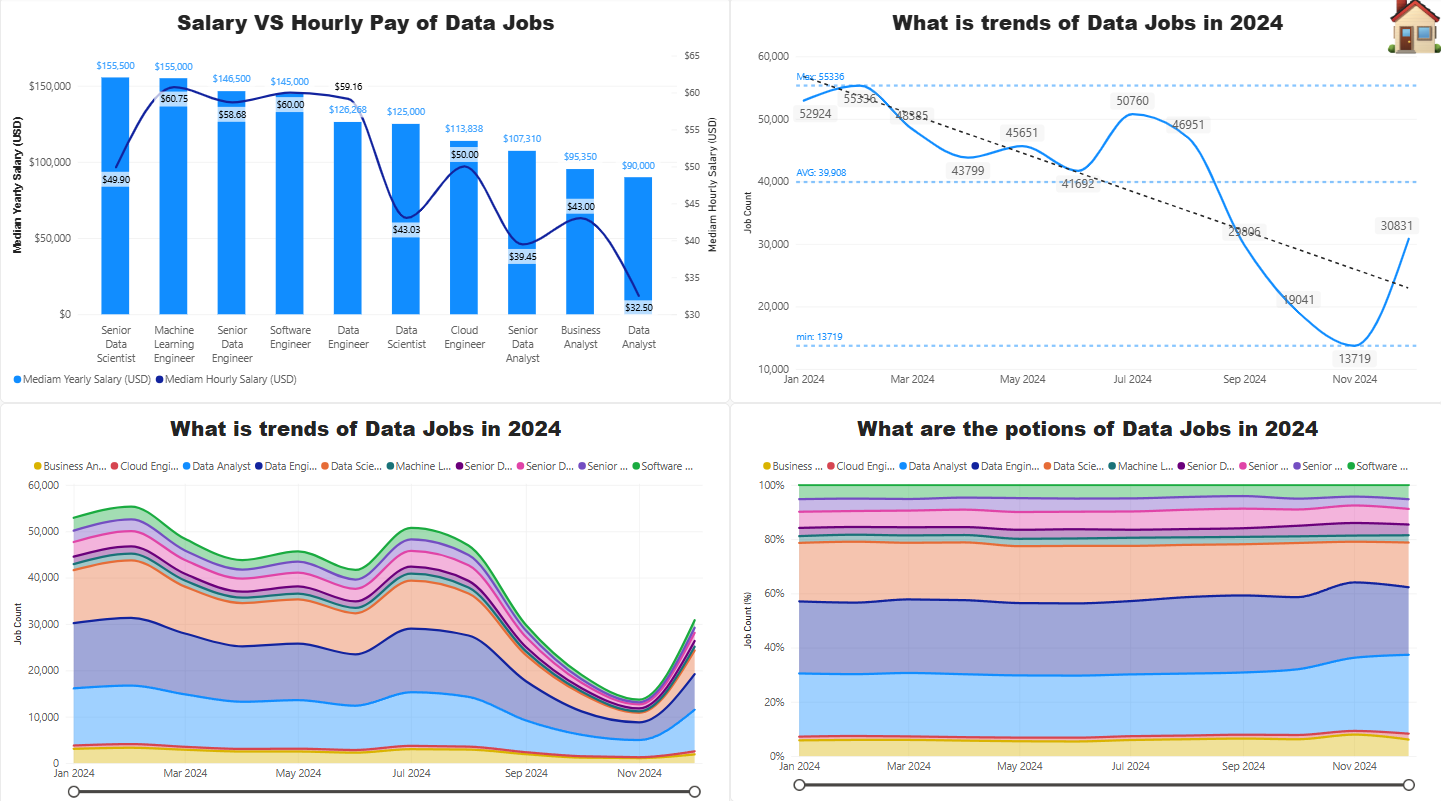 Salary VS Hourly Pay of Data Jobs
$65
$60
$55
$50
$45
$40
$35
$30
$150,000
$100,000
$50,000
$0
Median Yearly Salary (USD)
Mediam Hourly Salary (USD)
$155,500
$155,000
$146,500
$145,000
$126,268
$125,000
$113,838
$107,310
$95,350
$90,000
$49.90
$60.75
$58.68
$60.00
$59.16
$43.03
$50.00
$39.45
$43.00
$32.50
Senior
Data
Scientist
Machine
Learning
Engineer
Senior
Data
Engineer
Software
Engineer
Data
Engineer
Data
Scientist
Cloud
Engineer
Senior
Data
Analyst
Business
Analyst
Data
Analyst
Mediam Yearly Salary (USD) Mediam Hourly Salary (USD)
What is trends of Data Jobs in 2024
60,000
50,000
40,000
30,000
20,000
10,000
Job Count
Max: 55336
AVG: 39,908
min: 13719
52924
55336
48585
43799
45651
41692
50760
46951
29806
19041
13719
30831
Jan 2024 Mar 2024 May 2024 Jul 2024 Sep 2024 Nov 2024
What is trends of Data Jobs in 2024
Business An... Cloud Engi... Data Analyst Data Engi... Data Scie... Machine L... Senior D... Senior D... Senior ... Software ...
60,000
50,000
40,000
30,000
20,000
10,000
0
Job Count
Jan 2024 Mar 2024 May 2024 Jul 2024 Sep 2024 Nov 2024
What are the potions of Data Jobs in 2024
Business ... Cloud Engi... Data Analyst Data Engin... Data Scie... Machine L... Senior D... Senior ... Senior ... Software ...
100%
80%
60%
40%
20%
0%
Job Count (%)
Jan 2024 Mar 2024 May 2024 Jul 2024 Sep 2024 Nov 2024